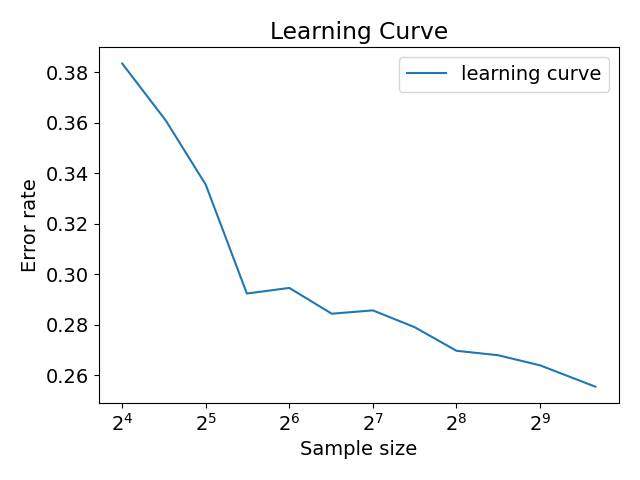 Learning Curve
learning curve
Error rate
0.38
0.36
0.34
0.32
0.30
0.28
0.26
2⁴ 2⁵ 2⁶ 2⁷ 2⁸ 2⁹
Sample size